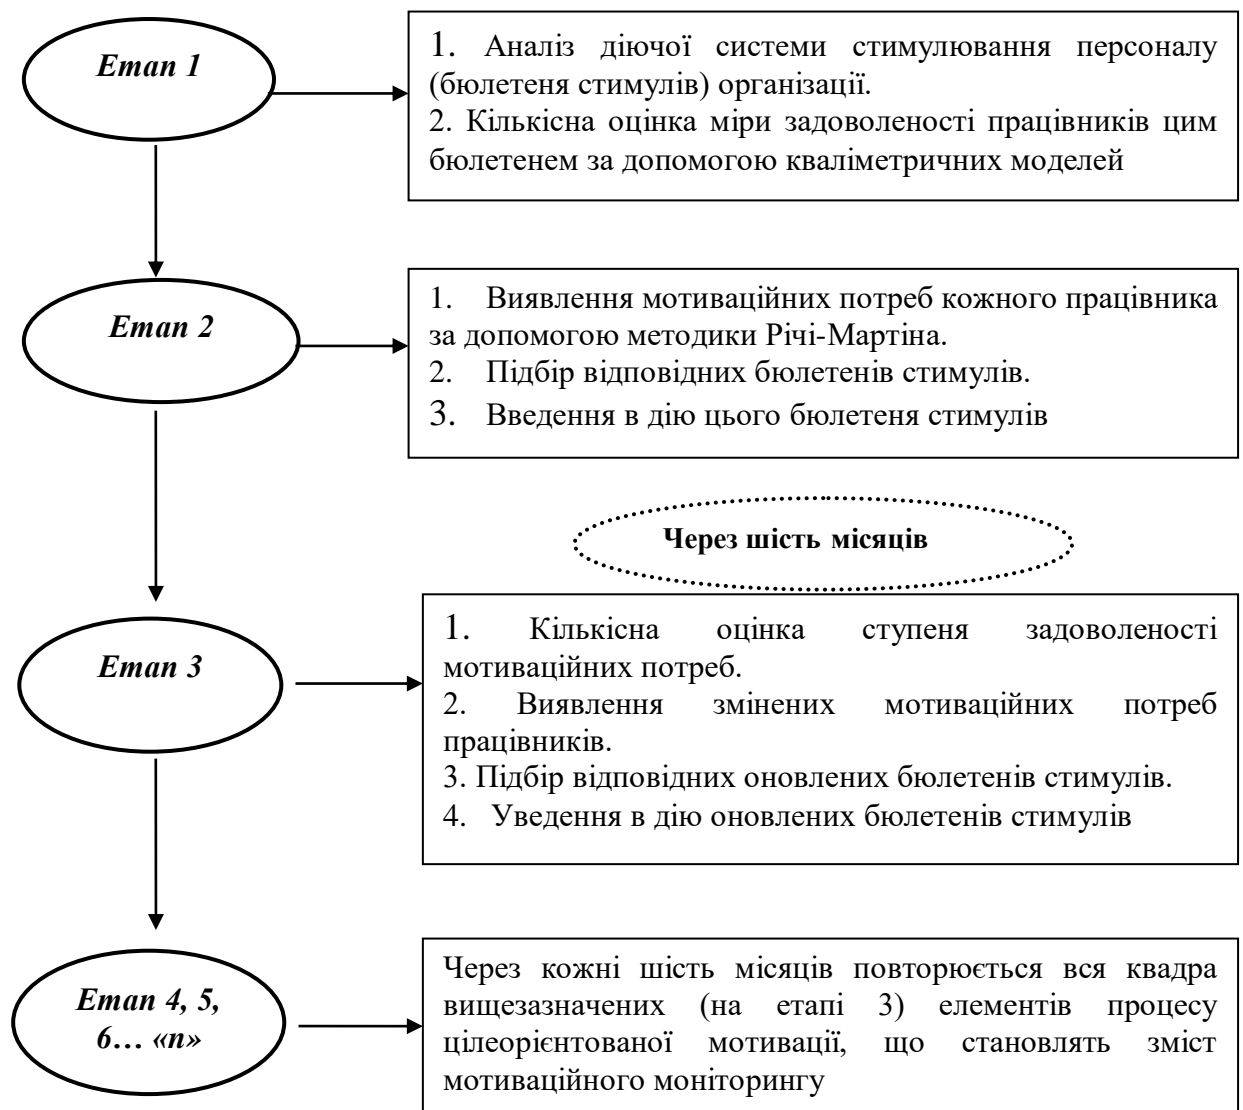 Етап 1
1. Аналіз діючої системи стимулювання персоналу
(бюлетеня стимулів) організації.
2. Кількісна оцінка міри задоволеності працівників цим
бюлетенем за допомогою кваліметричних моделей
Етап 2
1. Виявлення мотиваційних потреб кожного працівника
за допомогою методики Річі-Мартіна.
2. Підбір відповідних бюлетенів стимулів.
3. Введення в дію цього бюлетеня стимулів
Через шість місяців
Етап 3
1. Кількісна оцінка ступеня задоволеності
мотиваційних потреб.
2. Виявлення змінених мотиваційних потреб
працівників.
3. Підбір відповідних оновлених бюлетенів стимулів.
4. Уведення в дію оновлених бюлетенів стимулів
Етап 4, 5,
6… «n»
Через кожні шість місяців повторюється вся квадра
вищезазначених (на етапі 3) елементів процесу
цілеорієнтованої мотивації, що становлять зміст
мотиваційного моніторингу